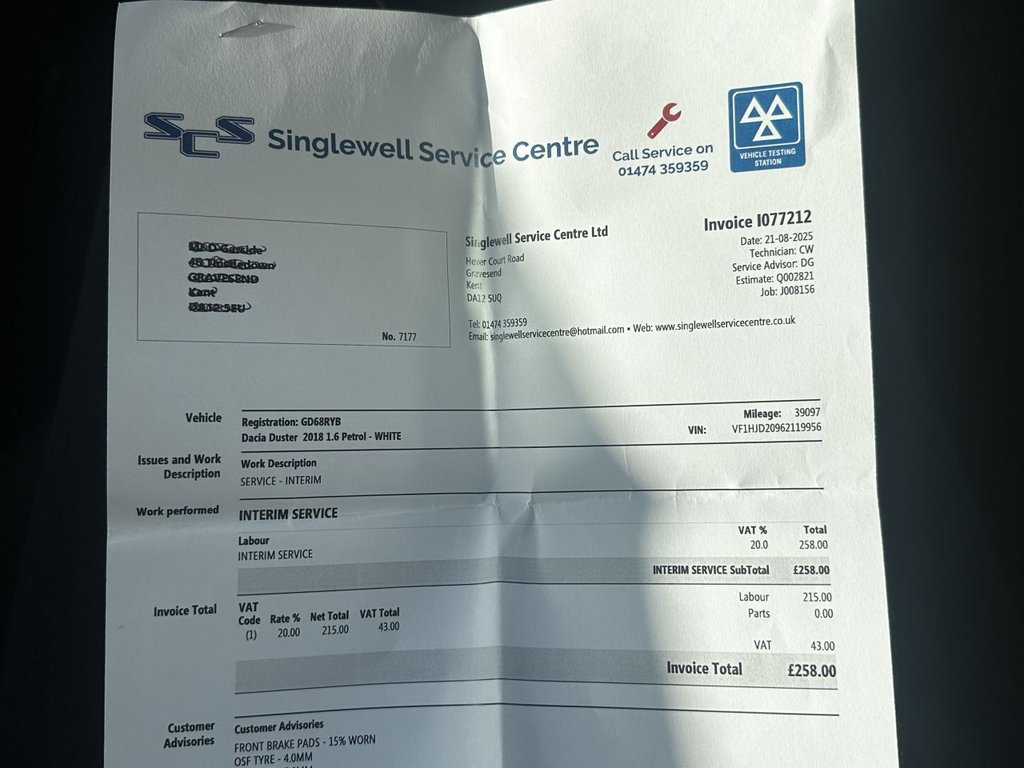 SCS Singlewell Service Centre
Call Service on
01474 359359
VEHICLE TESTING
STATION
GRAVESEND
Kent
No. 7177
Singlewell Service Centre Ltd
Hever Court Road
Gravesend
Kent
DA12 5UQ
Tel: 01474 359359
Email: singlewellservicecentre@hotmail.com • Web: www.singlewellservicecentre.co.uk
Invoice I077212
Date: 21-08-2025
Technician: CW
Service Advisor: DG
Estimate: Q002821
Job: J008156
Vehicle
Registration: GD68RYB
Dacia Duster 2018 1.6 Petrol - WHITE
Mileage: 39097
VIN: VF1HJD20962119956
Issues and Work
Description
Work Description
SERVICE - INTERIM
Work performed
INTERIM SERVICE
VAT % Total
Labour
INTERIM SERVICE 20.0 258.00
INTERIM SERVICE SubTotal £258.00
Invoice Total
VAT
Code Rate % Net Total VAT Total
(1) 20.00 215.00 43.00
Labour 215.00
Parts 0.00
VAT 43.00
Invoice Total £258.00
Customer
Advisories
Customer Advisories
FRONT BRAKE PADS - 15% WORN
OSF TYRE - 4.0MM